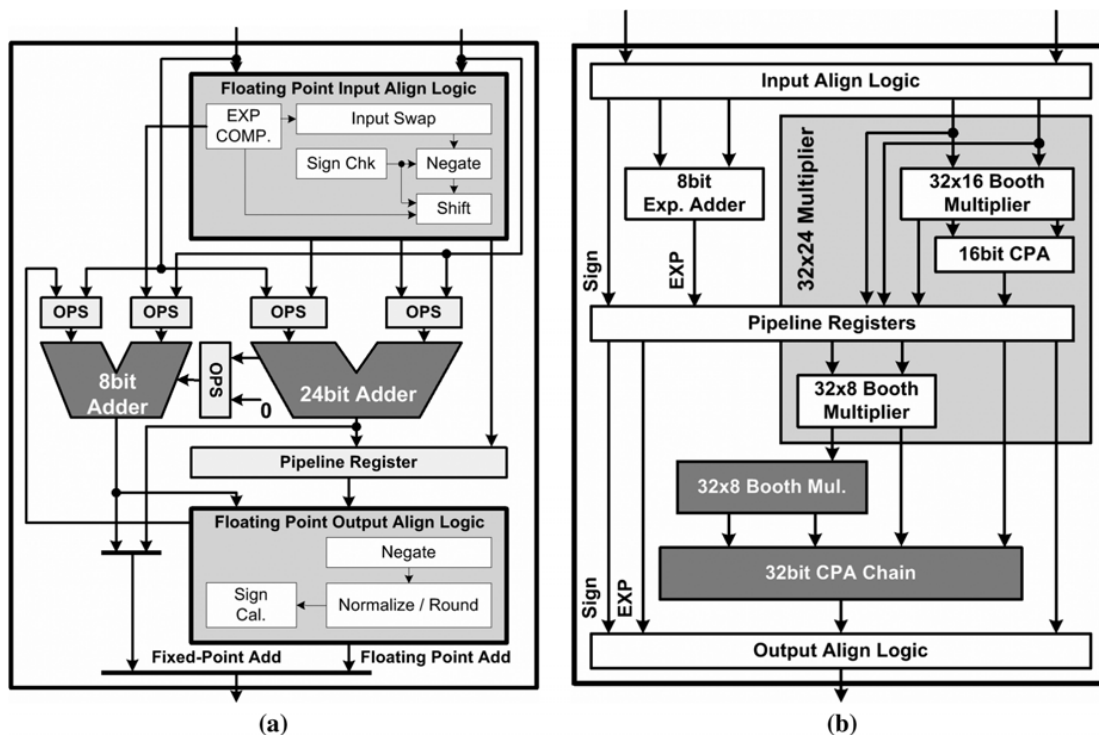 Floating Point Input Align Logic
EXP
COMP.
Input Swap
Sign Chk
Negate
Shift
OPS
OPS
OPS
OPS
8bit
Adder
OPS
0
24bit Adder
Pipeline Register
Floating Point Output Align Logic
Negate
Sign
Cal.
Normalize / Round
Fixed-Point Add
Floating Point Add
(a)
Input Align Logic
8bit
Exp. Adder
32x24 Multiplier
32x16 Booth
Multiplier
16bit CPA
Sign
EXP
Pipeline Registers
32x8 Booth
Multiplier
32x8 Booth Mul.
32bit CPA Chain
Sign
EXP
Output Align Logic
(b)